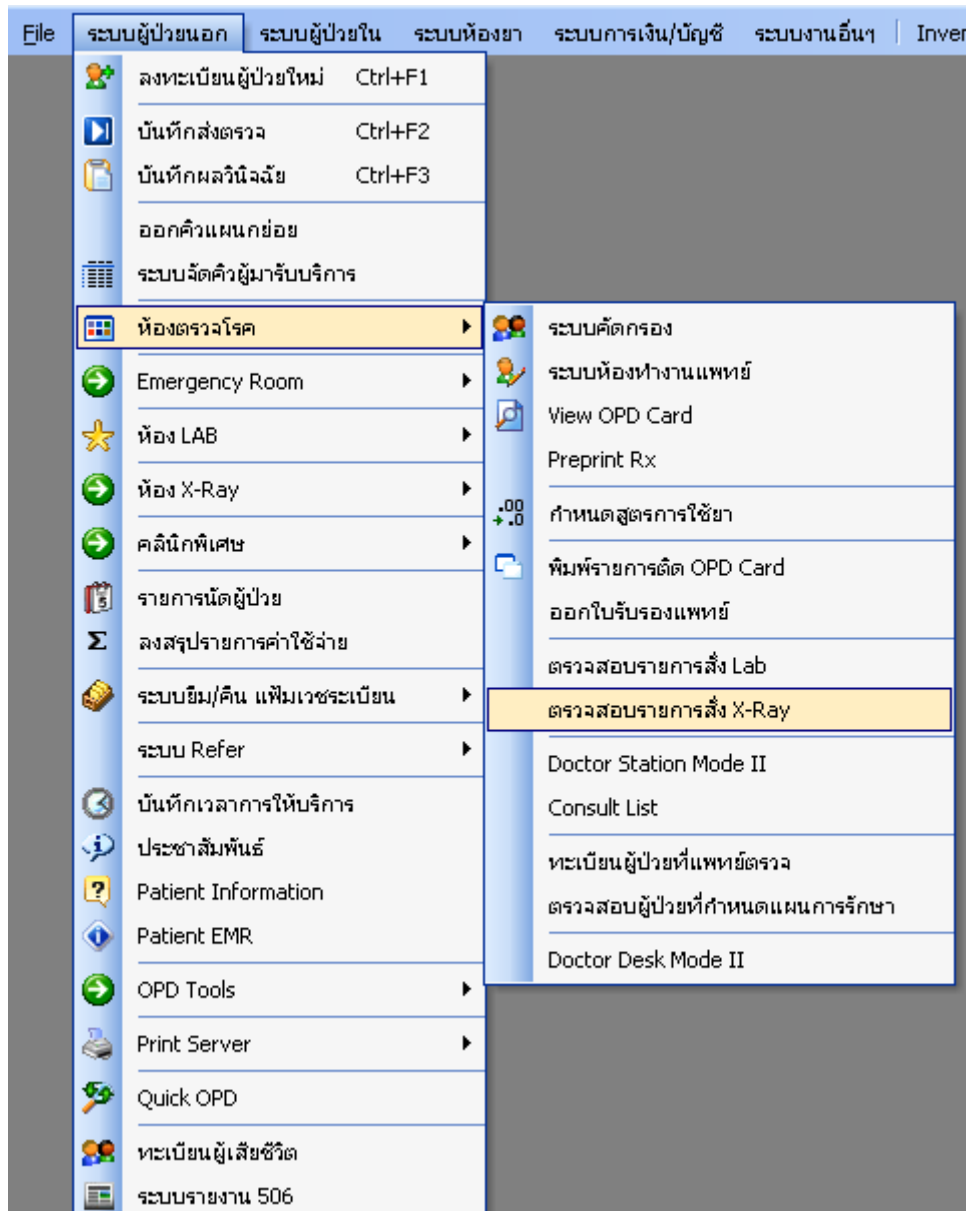 File ระบบผู้ป่วยนอก ระบบผู้ป่วยใน ระบบห้องยา ระบบการเงิน/บัญชี ระบบงานอื่นๆ Inver
ลงทะเบียนผู้ป่วยใหม่ Ctrl+F1
บันทึกส่งตรวจ Ctrl+F2
บันทึกผลวินิจฉัย Ctrl+F3
ออกคิวแผนกย่อย
ระบบจัดคิวผู้มารับบริการ
ห้องตรวจโรค
Emergency Room
ห้อง LAB
ห้อง X-Ray
คลินิกพิเศษ
รายการนัดผู้ป่วย
ลงสรุปรายการค่าใช้จ่าย
ระบบยืม/คืน แฟ้มเวชระเบียน
ระบบ Refer
บันทึกเวลาการให้บริการ
ประชาสัมพันธ์
Patient Information
Patient EMR
OPD Tools
Print Server
Quick OPD
ทะเบียนผู้เสียชีวิต
ระบบรายงาน 506
ระบบคัดกรอง
ระบบห้องทำงานแพทย์
View OPD Card
Preprint Rx
กำหนดสูตรการใช้ยา
พิมพ์รายการติด OPD Card
ออกใบรับรองแพทย์
ตรวจสอบรายการสั่ง Lab
ตรวจสอบรายการสั่ง X-Ray
Doctor Station Mode II
Consult List
ทะเบียนผู้ป่วยที่แพทย์ตรวจ
ตรวจสอบผู้ป่วยที่กำหนดแผนการรักษา
Doctor Desk Mode II